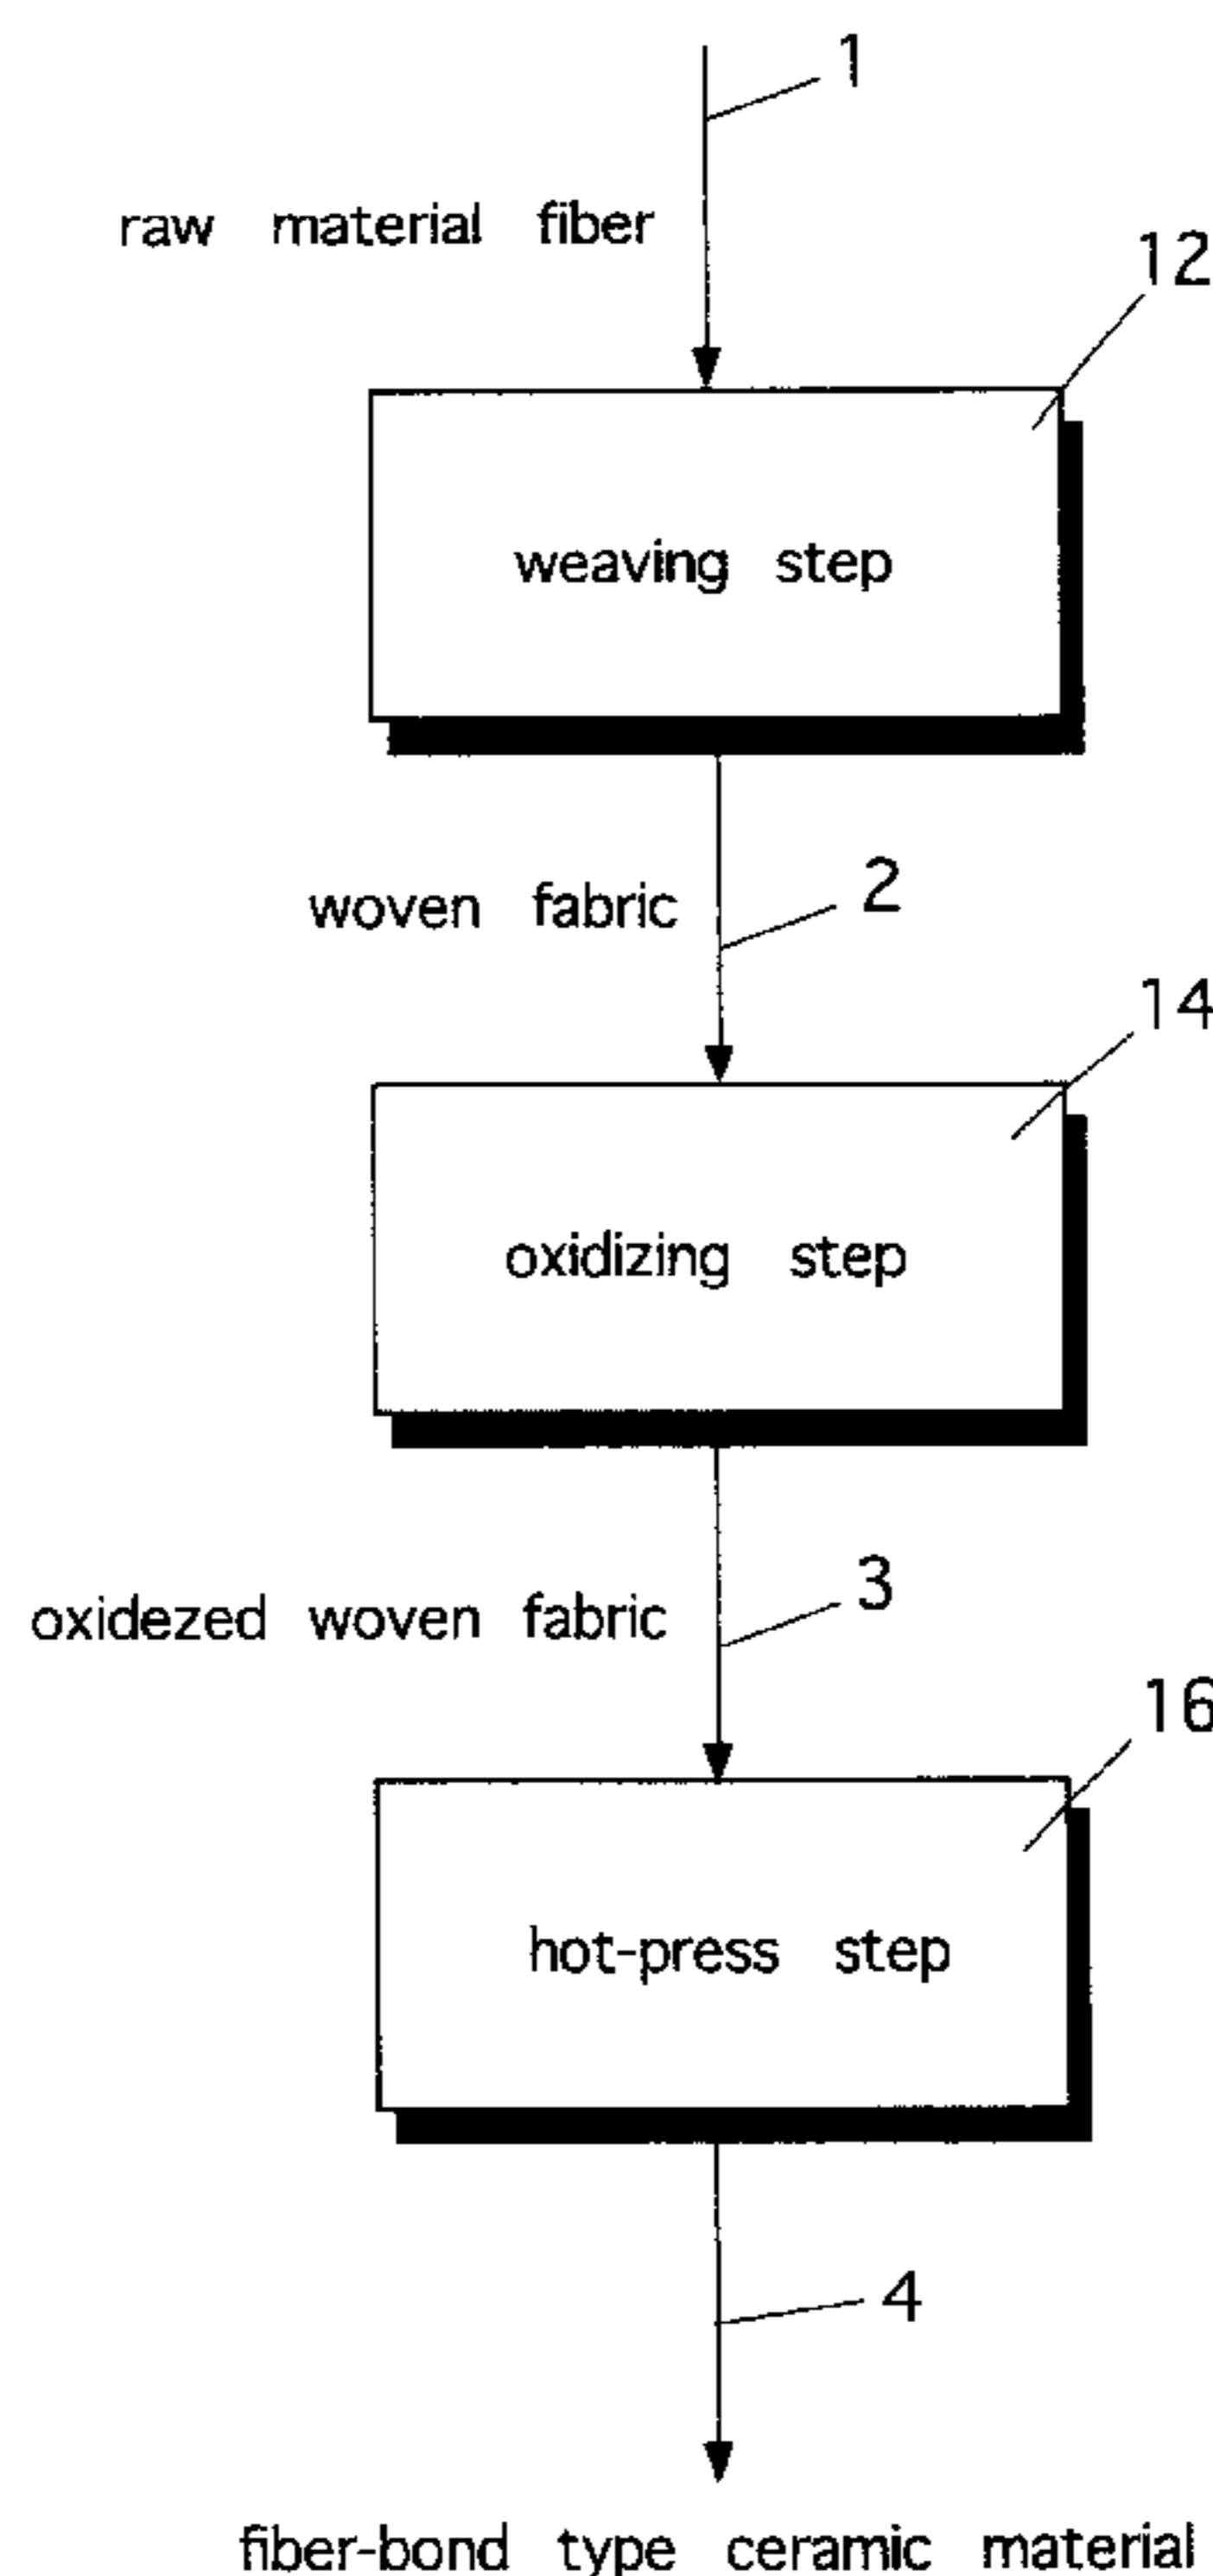 1
raw material fiber
12
weaving step
2
woven fabric
14
oxidizing step
3
oxidezed woven fabric
16
hot-press step
4
fiber-bond type ceramic material